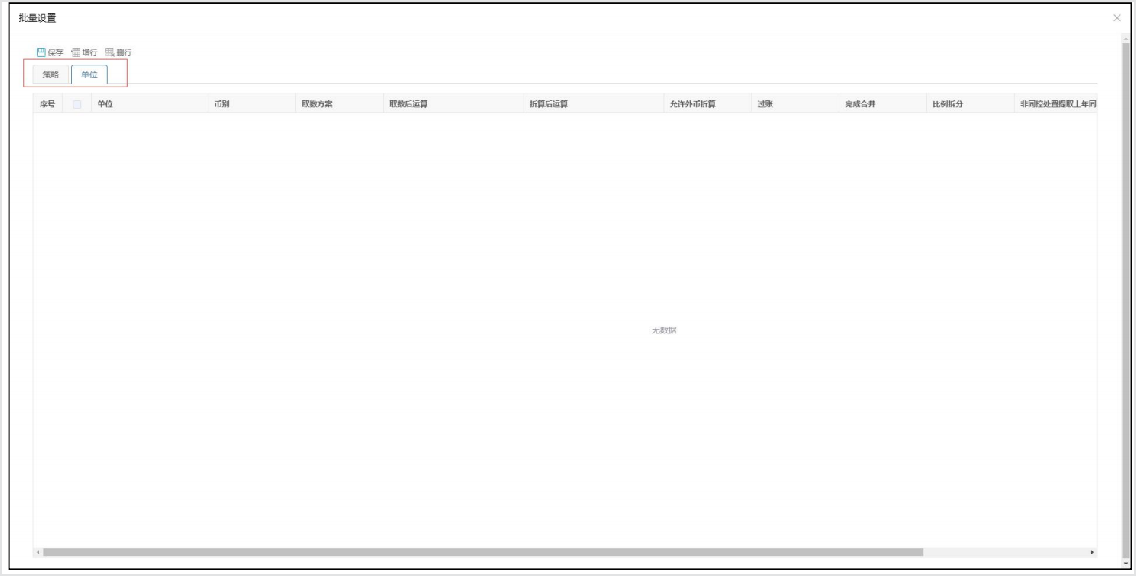 批量设置
保存 增行 删行
策略 单位
序号 单位 币别 取数方案 取数后运算 折算后运算 允许外币折算 过账 完成合并 比例拆分 非同控处置提取上年同
无数据